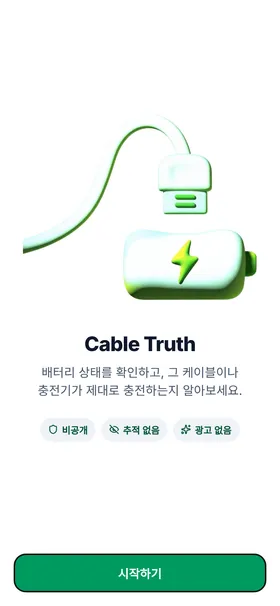 Cable Truth
배터리 상태를 확인하고, 그 케이블이나
충전기가 제대로 충전하는지 알아보세요.
비공개
추적 없음
광고 없음
시작하기